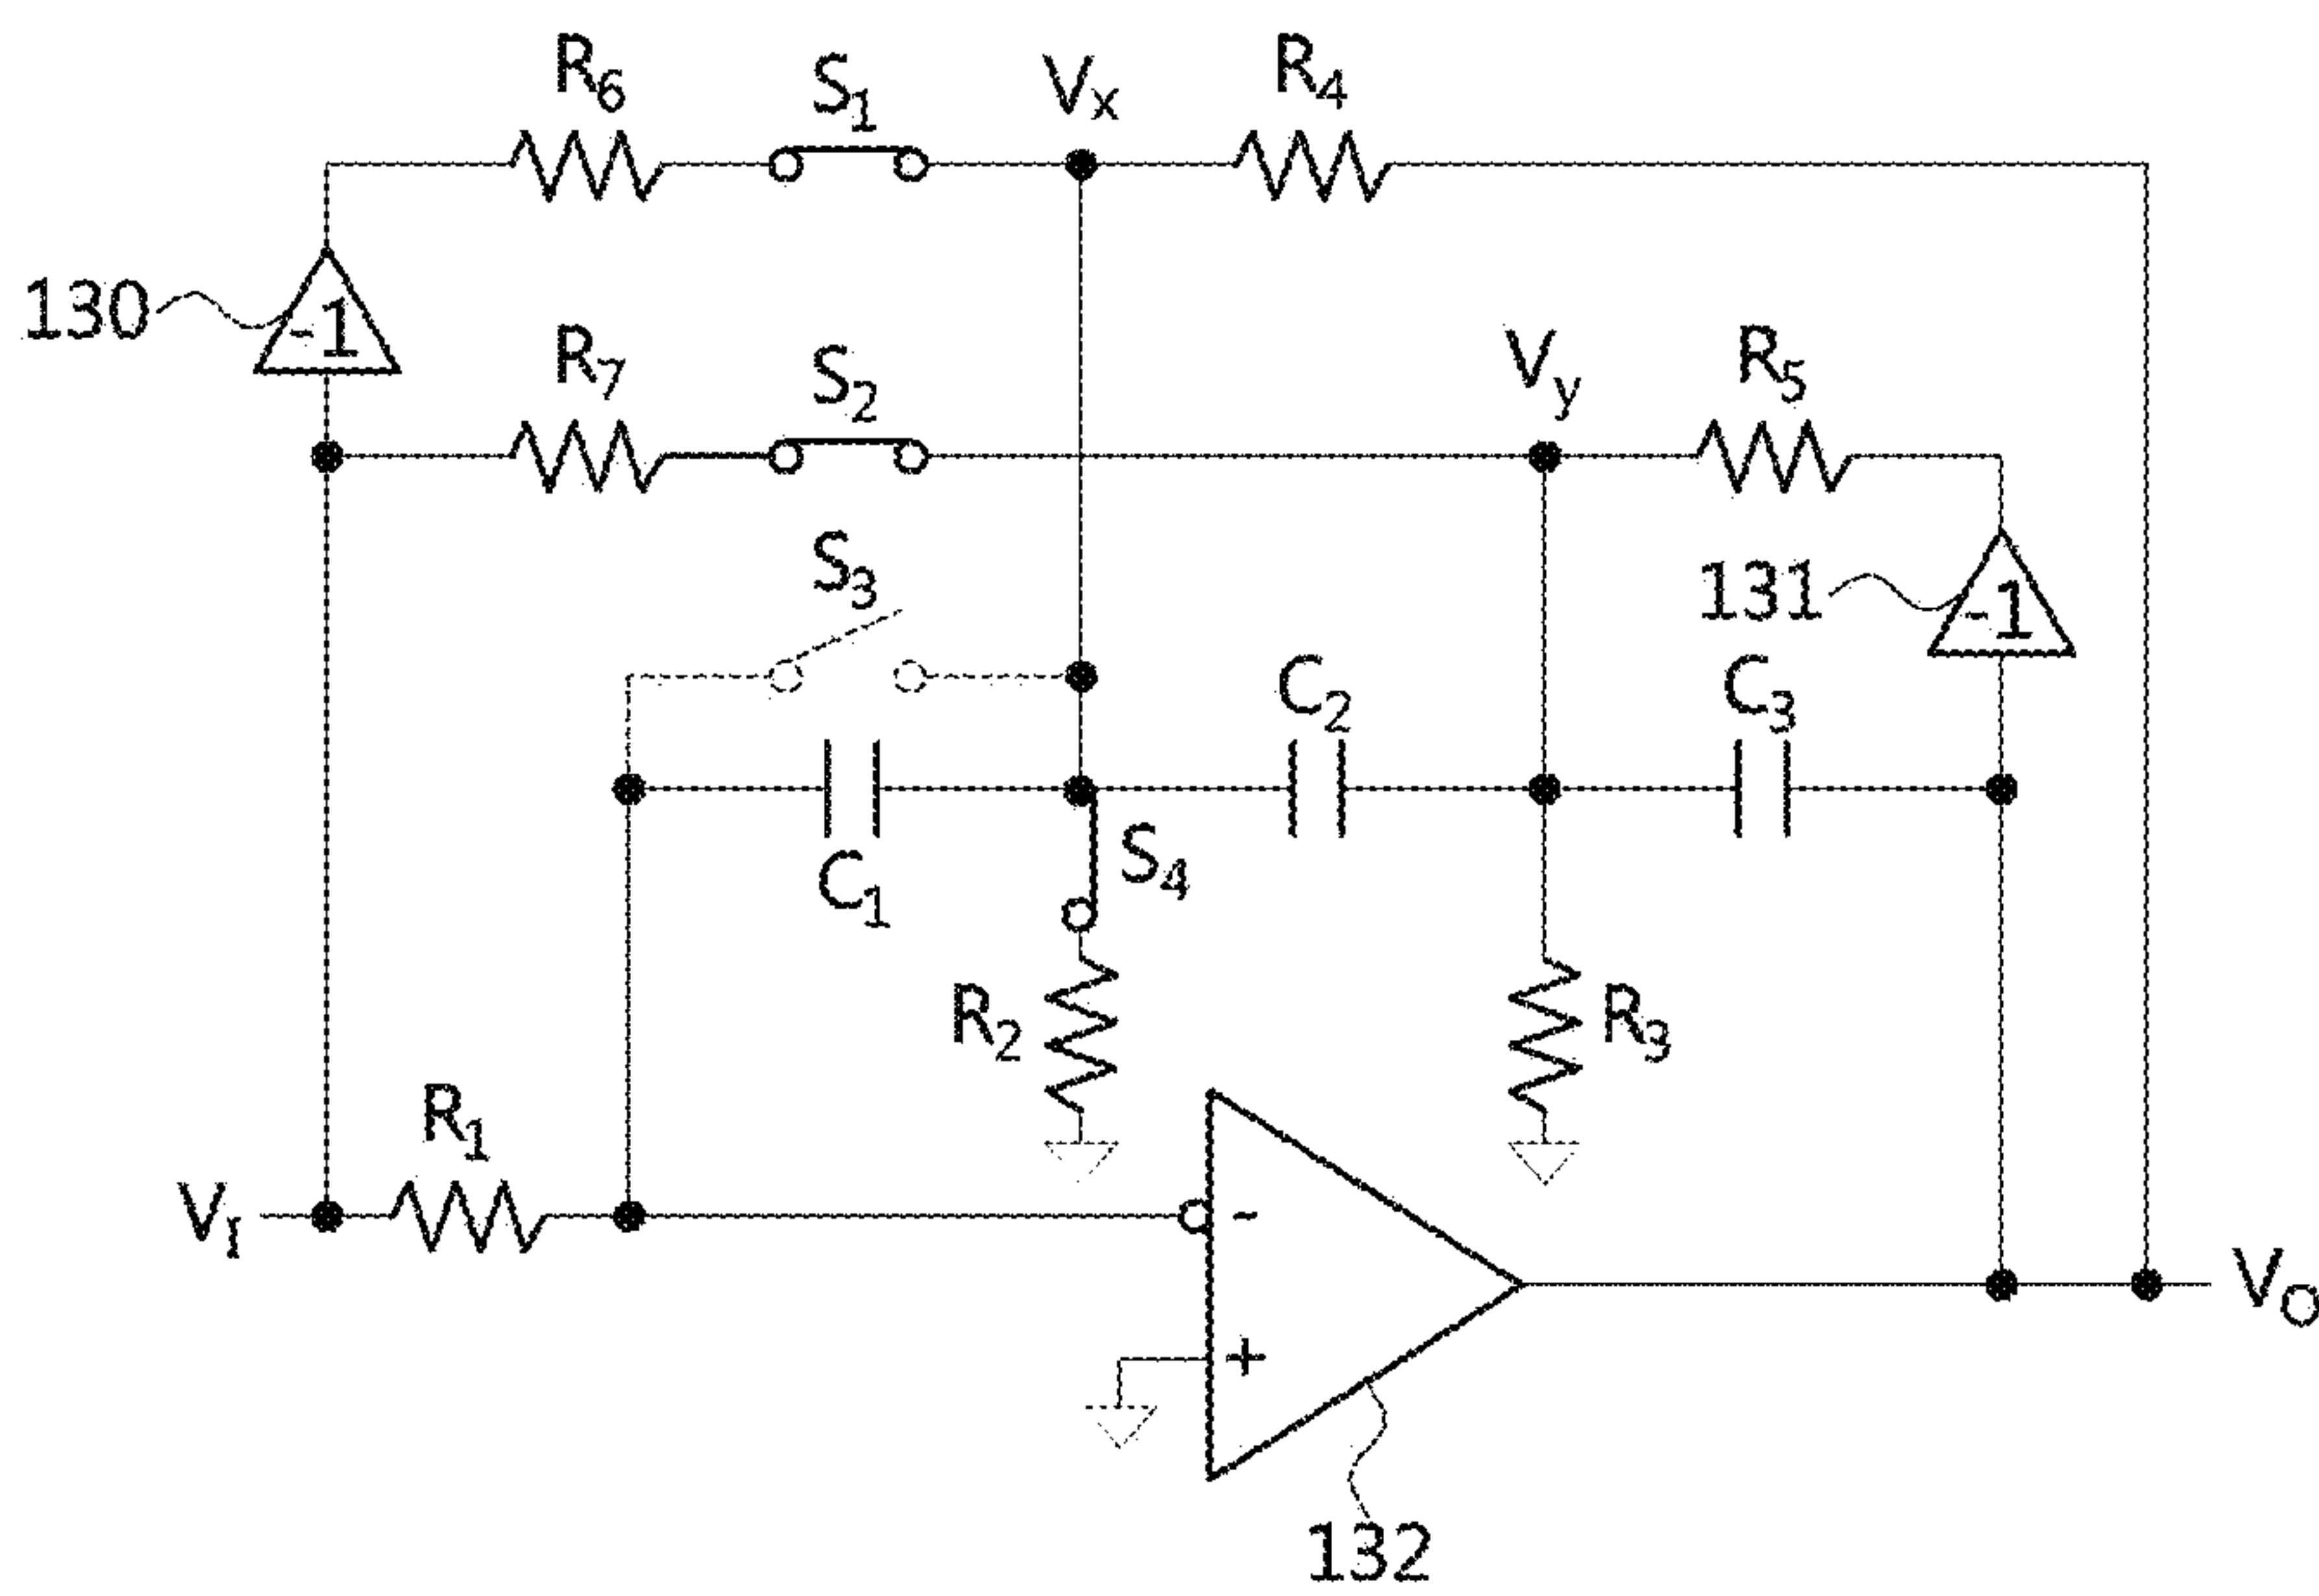 R6 S1 Vx R4
130 -1
R7 S2 Vy R5
S3 131 -1
C2 C3
C1 S4
R2 R3
R1
VI - VO
+
132